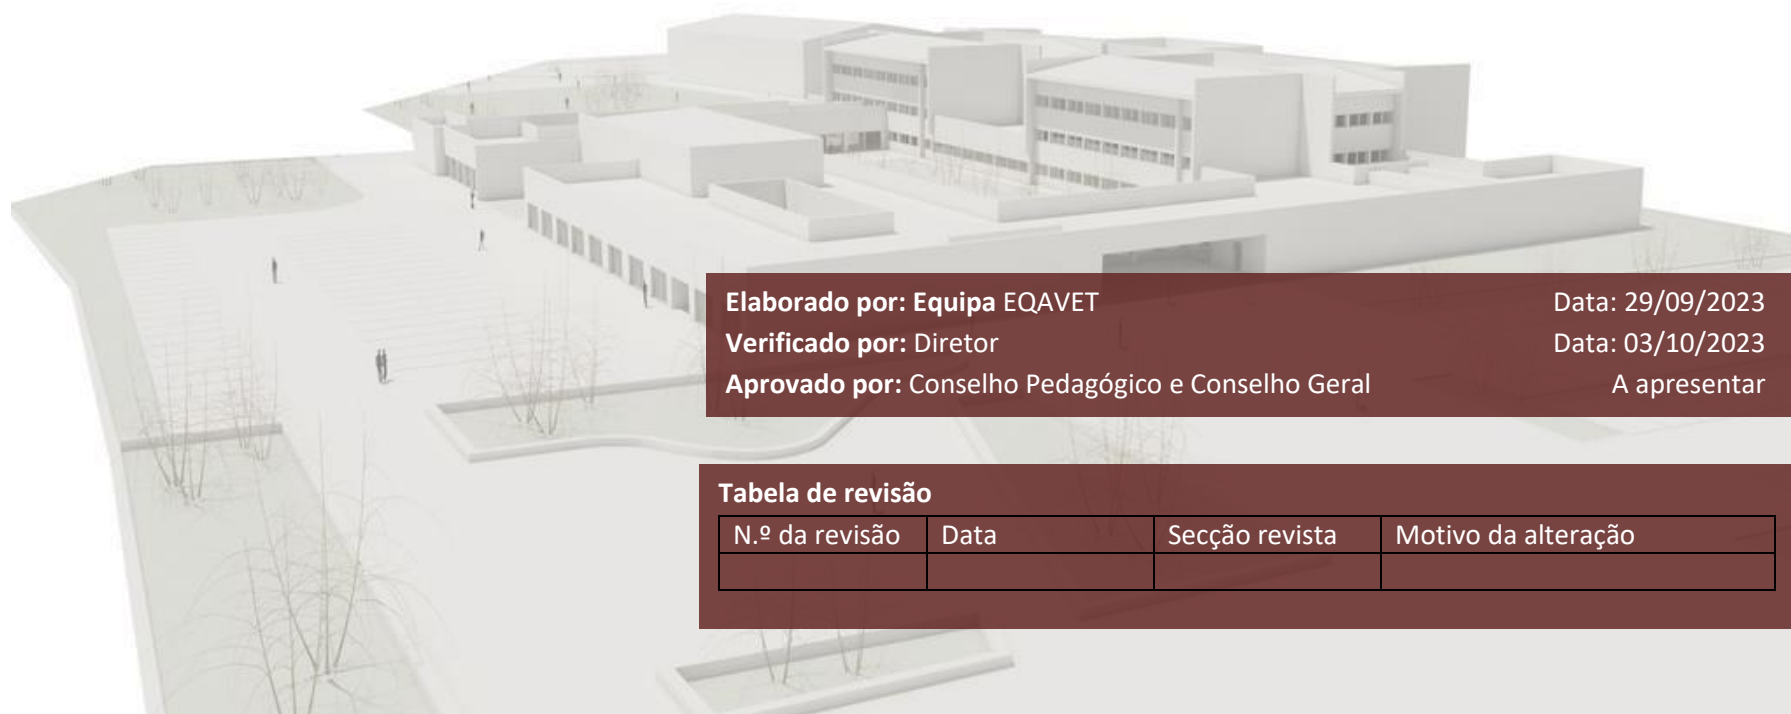 Elaborado por: Equipa EQAVET Data: 29/09/2023
Verificado por: Diretor Data: 03/10/2023
Aprovado por: Conselho Pedagógico e Conselho Geral A apresentar
Tabela de revisão
N.º da revisão Data Secção revista Motivo da alteração